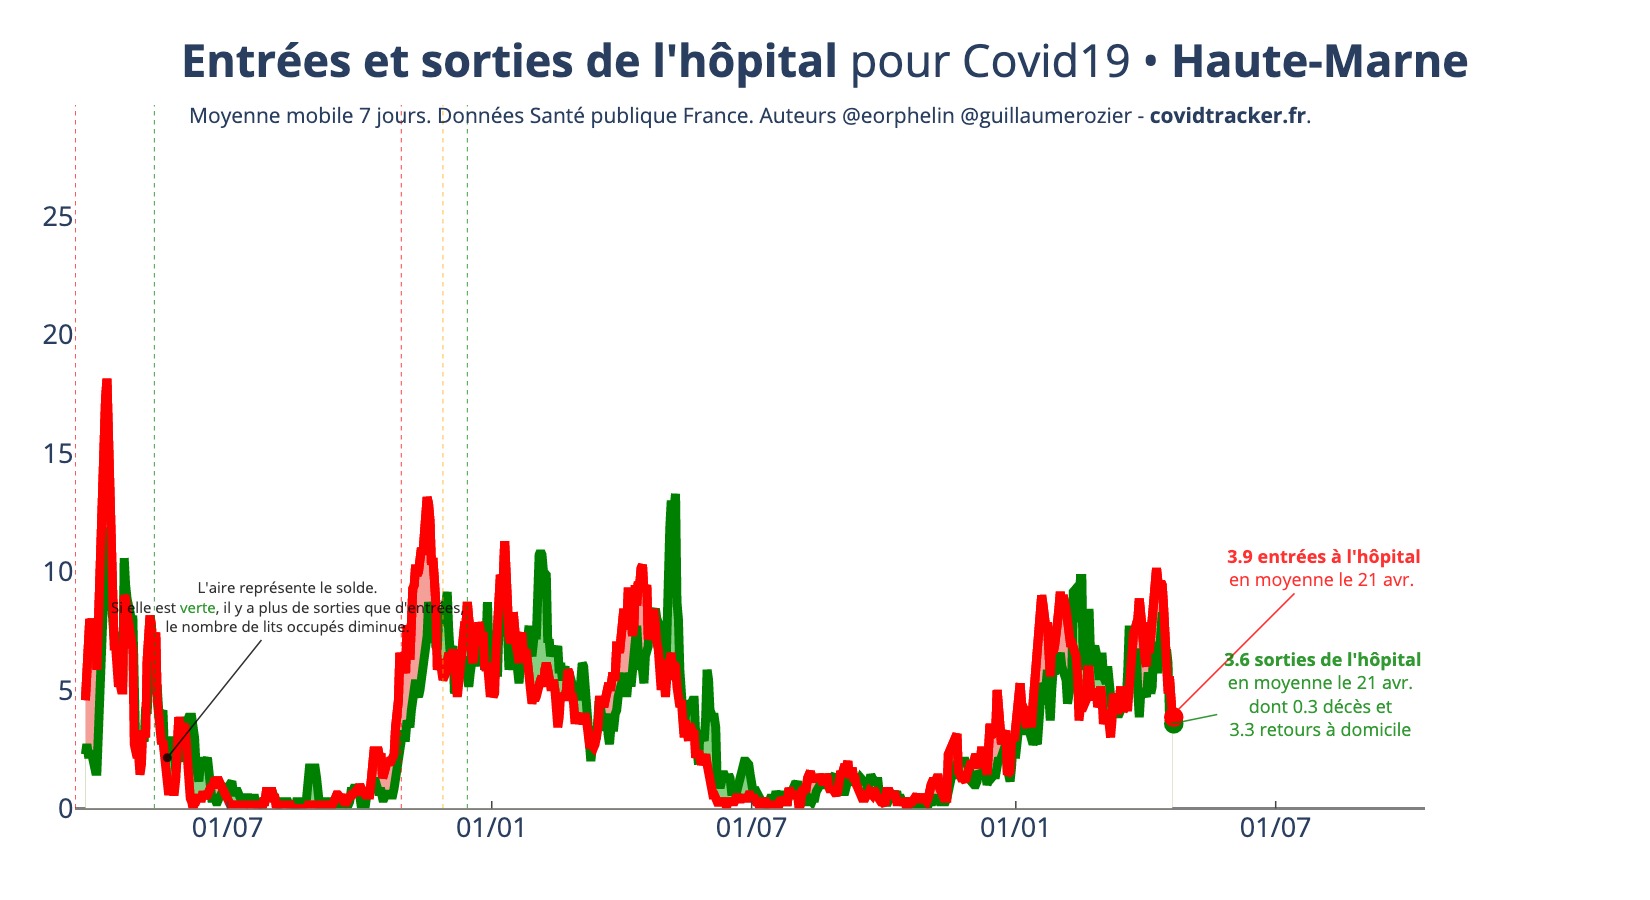 Entrées et sorties de l'hôpital pour Covid19 • Haute-Marne
Moyenne mobile 7 jours. Données Santé publique France. Auteurs @eorphelin @guillaumerozier - covidtracker.fr.
25
20
15
10
5
0
L'aire représente le solde.
Si elle est verte, il y a plus de sorties que d'entrées,
le nombre de lits occupés diminue.
3.9 entrées à l'hôpital
en moyenne le 21 avr.
3.6 sorties de l'hôpital
en moyenne le 21 avr.
dont 0.3 décès et
3.3 retours à domicile
01/07
01/01
01/07
01/01
01/07